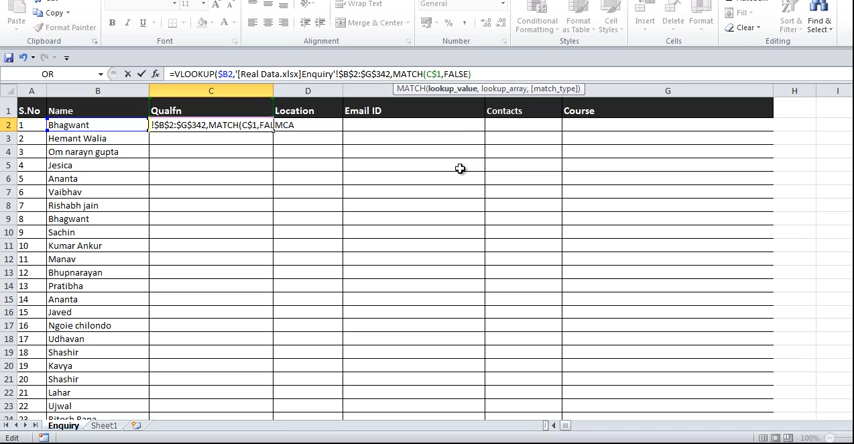 Copy Format Painter Clipboard
B I U Font
Wrap Text Merge & Center Alignment
General % , Number
Conditional Formatting Format as Table Cell Styles Styles
Insert Delete Format Cells
Fill Clear Sort & Filter Find & Select Editing
OR =VLOOKUP($B2,'[Real Data.xlsx]Enquiry'!$B$2:$G$342,MATCH(C$1,FALSE)
MATCH(lookup_value, lookup_array, [match_type])
A B C D E F G H I
1 S.No Name Qualfn Location Email ID Contacts Course
2 1 Bhagwant !$B$2:$G$342,MATCH(C$1,FAL MCA
3 2 Hemant Walia
4 3 Om narayn gupta
5 4 Jesica
6 5 Ananta
7 6 Vaibhav
8 7 Rishabh jain
9 8 Bhagwant
10 9 Sachin
11 10 Kumar Ankur
12 11 Manav
13 12 Bhupnarayan
14 13 Pratibha
15 14 Ananta
16 15 Javed
17 16 Ngoie chilondo
18 17 Udhavan
19 18 Shashir
20 19 Kavya
21 20 Shashir
22 21 Lahar
23 22 Ujwal
24 23 Ritesh Rana
Enquiry Sheet1
Edit 100%